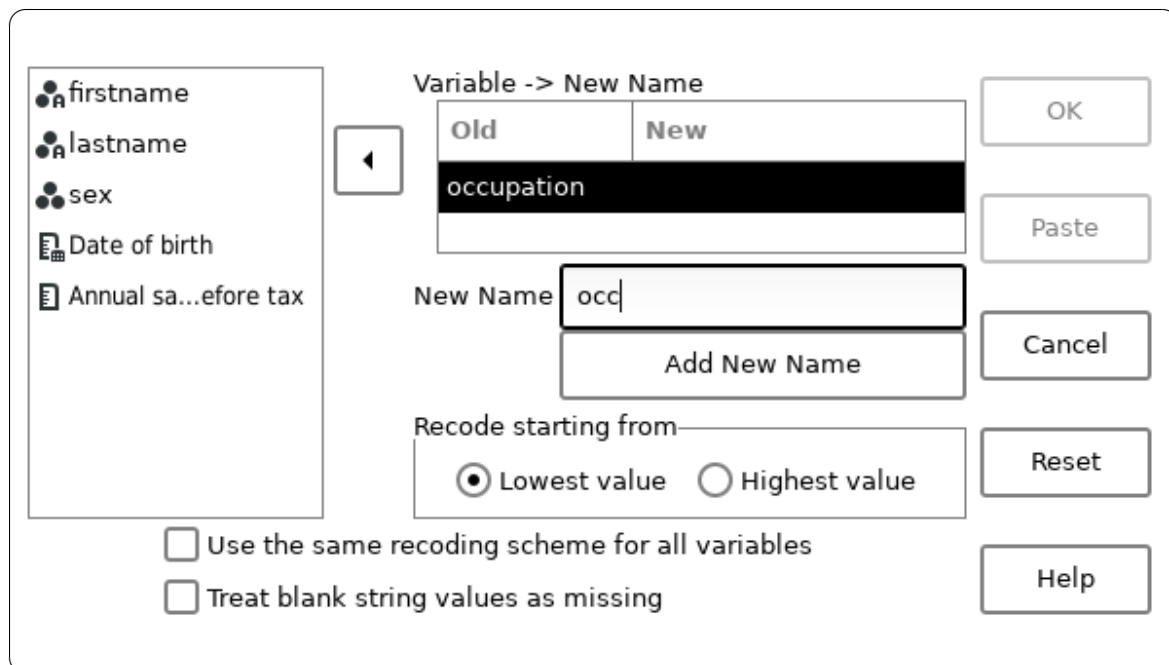 firstname
lastname
sex
Date of birth
Annual sa...efore tax
Variable -> New Name
Old New
occupation
New Name occ
Add New Name
Recode starting from
Lowest value Highest value
Use the same recoding scheme for all variables
Treat blank string values as missing
OK
Paste
Cancel
Reset
Help